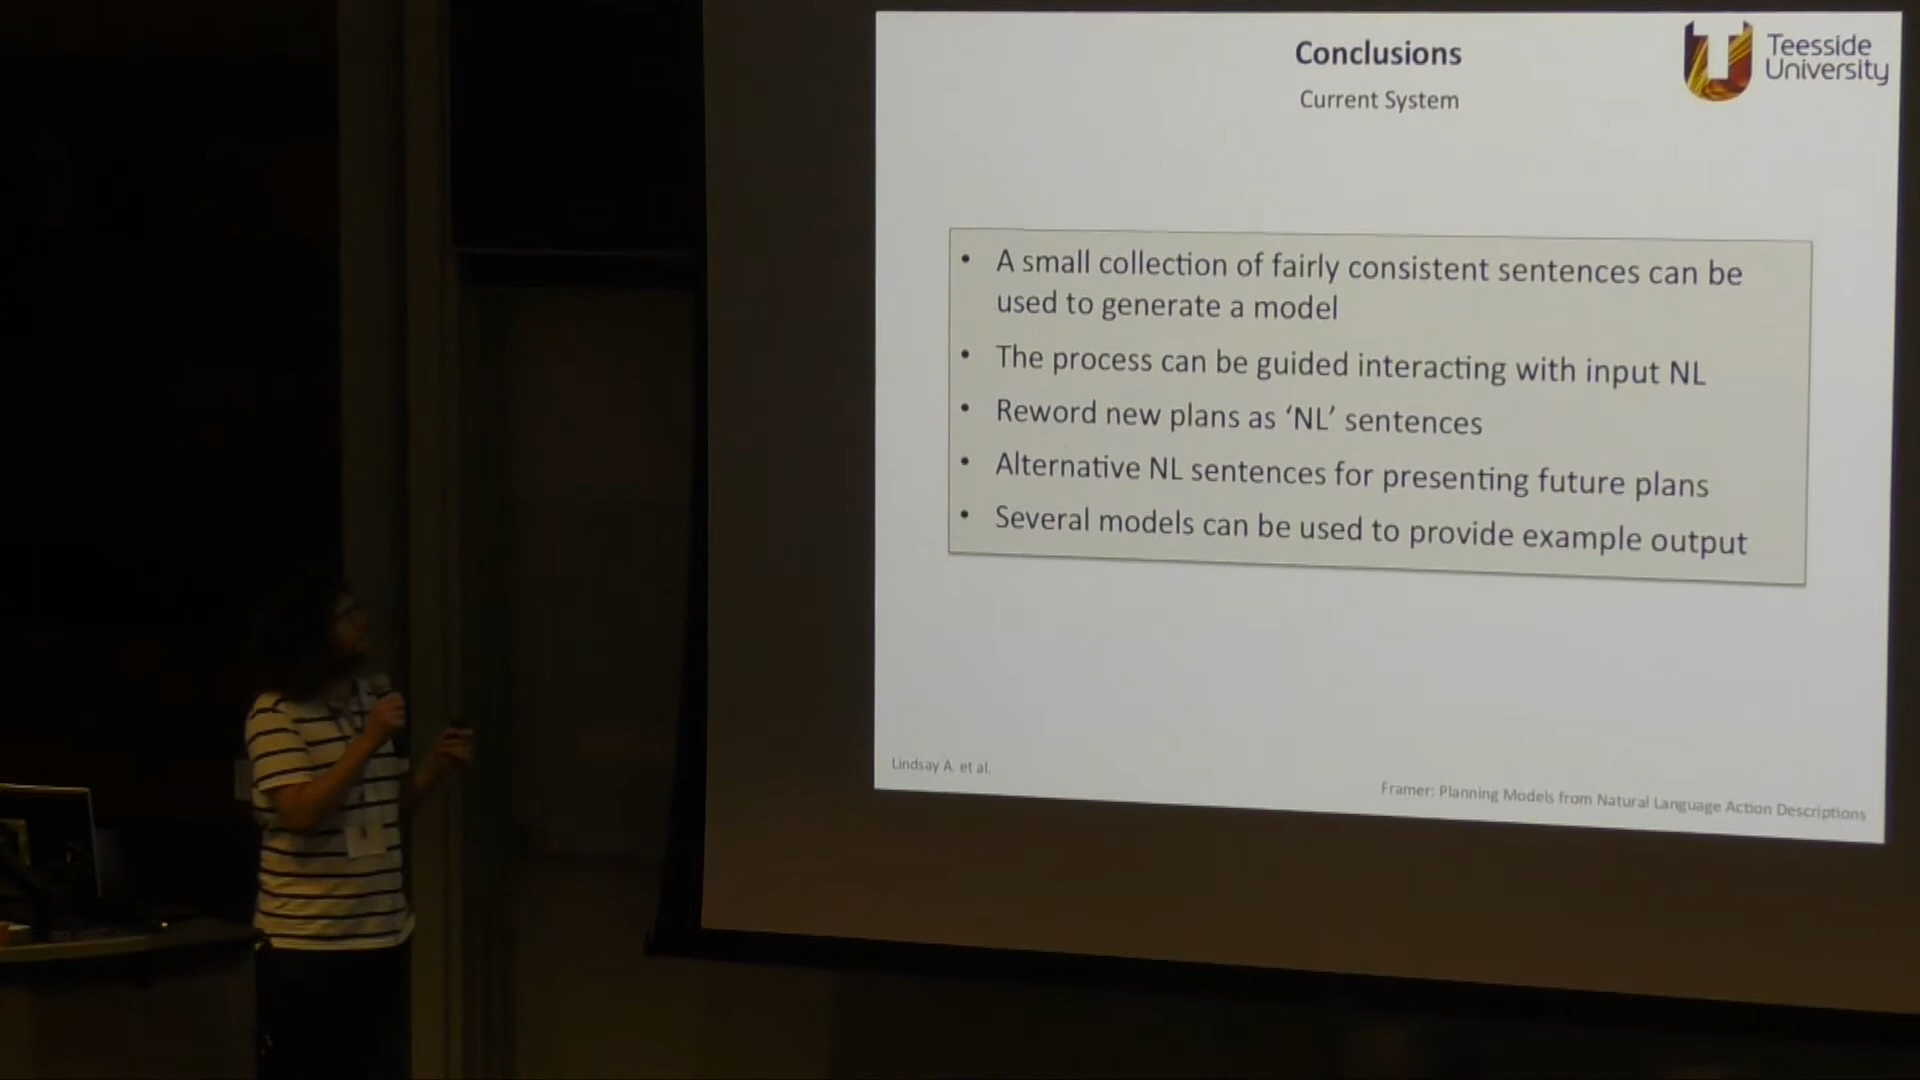 Conclusions
Current System
Teesside
University
• A small collection of fairly consistent sentences can be
used to generate a model
• The process can be guided interacting with input NL
• Reword new plans as ‘NL’ sentences
• Alternative NL sentences for presenting future plans
• Several models can be used to provide example output
Lindsay A. et al.
Framer: Planning Models from Natural Language Action Descriptions